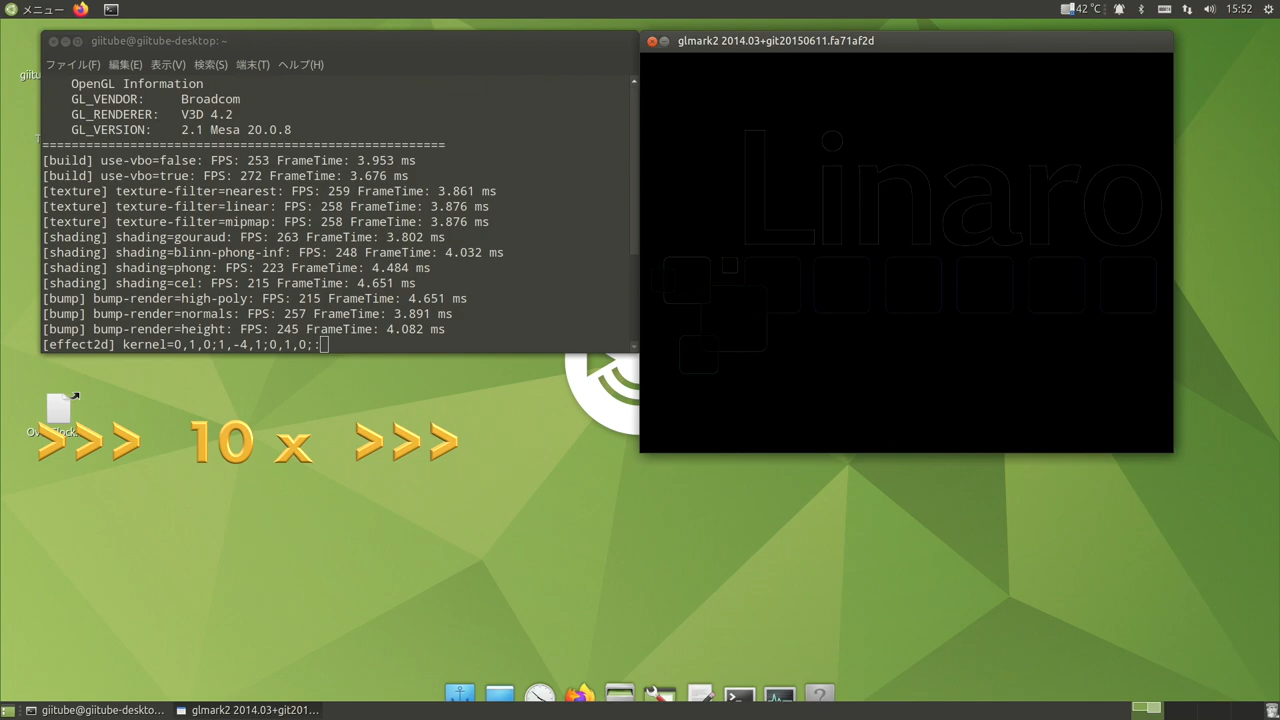 メニュー
42 °C
15:52
giitube@giitube-desktop: ~
ファイル(F) 編集(E) 表示(V) 検索(S) 端末(T) ヘルプ(H)
OpenGL Information
GL_VENDOR: Broadcom
GL_RENDERER: V3D 4.2
GL_VERSION: 2.1 Mesa 20.0.8
=======================================================
[build] use-vbo=false: FPS: 253 FrameTime: 3.953 ms
[build] use-vbo=true: FPS: 272 FrameTime: 3.676 ms
[texture] texture-filter=nearest: FPS: 259 FrameTime: 3.861 ms
[texture] texture-filter=linear: FPS: 258 FrameTime: 3.876 ms
[texture] texture-filter=mipmap: FPS: 258 FrameTime: 3.876 ms
[shading] shading=gouraud: FPS: 263 FrameTime: 3.802 ms
[shading] shading=blinn-phong-inf: FPS: 248 FrameTime: 4.032 ms
[shading] shading=phong: FPS: 223 FrameTime: 4.484 ms
[shading] shading=cel: FPS: 215 FrameTime: 4.651 ms
[bump] bump-render=high-poly: FPS: 215 FrameTime: 4.651 ms
[bump] bump-render=normals: FPS: 257 FrameTime: 3.891 ms
[bump] bump-render=height: FPS: 245 FrameTime: 4.082 ms
[effect2d] kernel=0,1,0;1,-4,1;0,1,0;:
glmark2 2014.03+git20150611.fa71af2d
Linaro
>>> 10 x >>>
giitube@giitube-deskto...
glmark2 2014.03+git201...